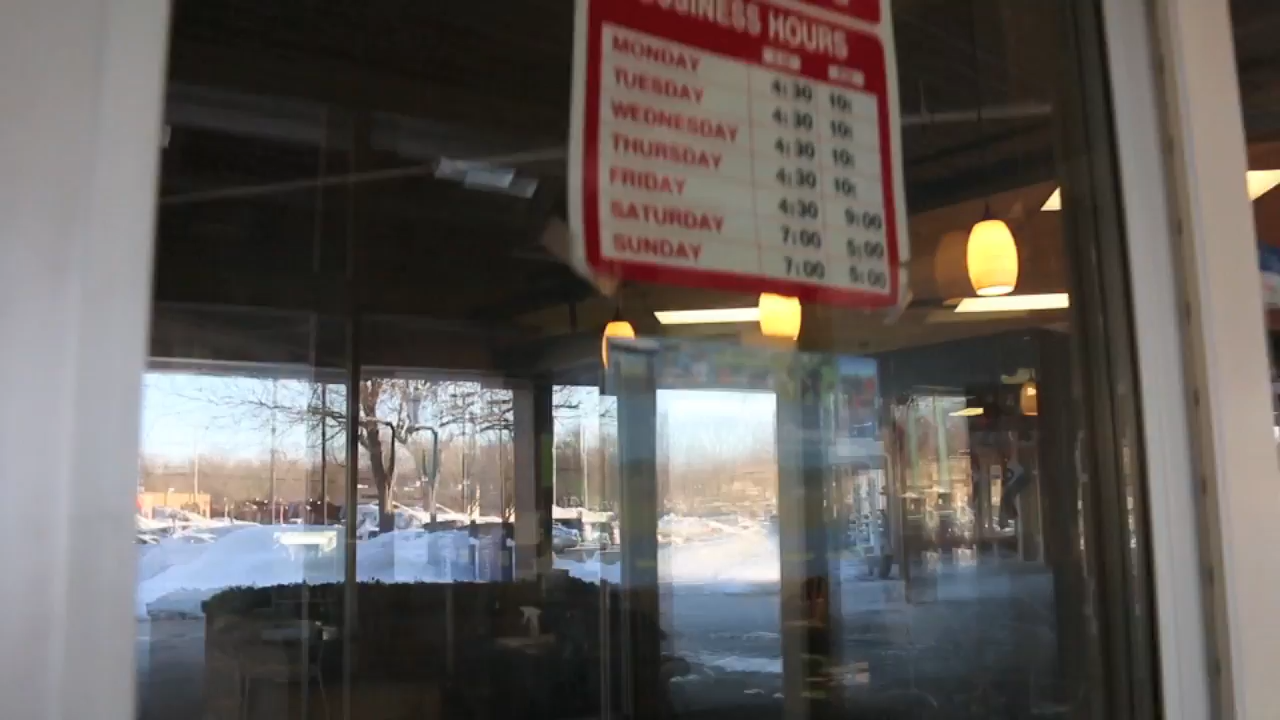 BUSINESS HOURS
MONDAY 4:30 10:
TUESDAY 4:30 10:
WEDNESDAY 4:30 10:
THURSDAY 4:30 10:
FRIDAY 4:30 9:00
SATURDAY 7:00 5:00
SUNDAY 7:00 5:00